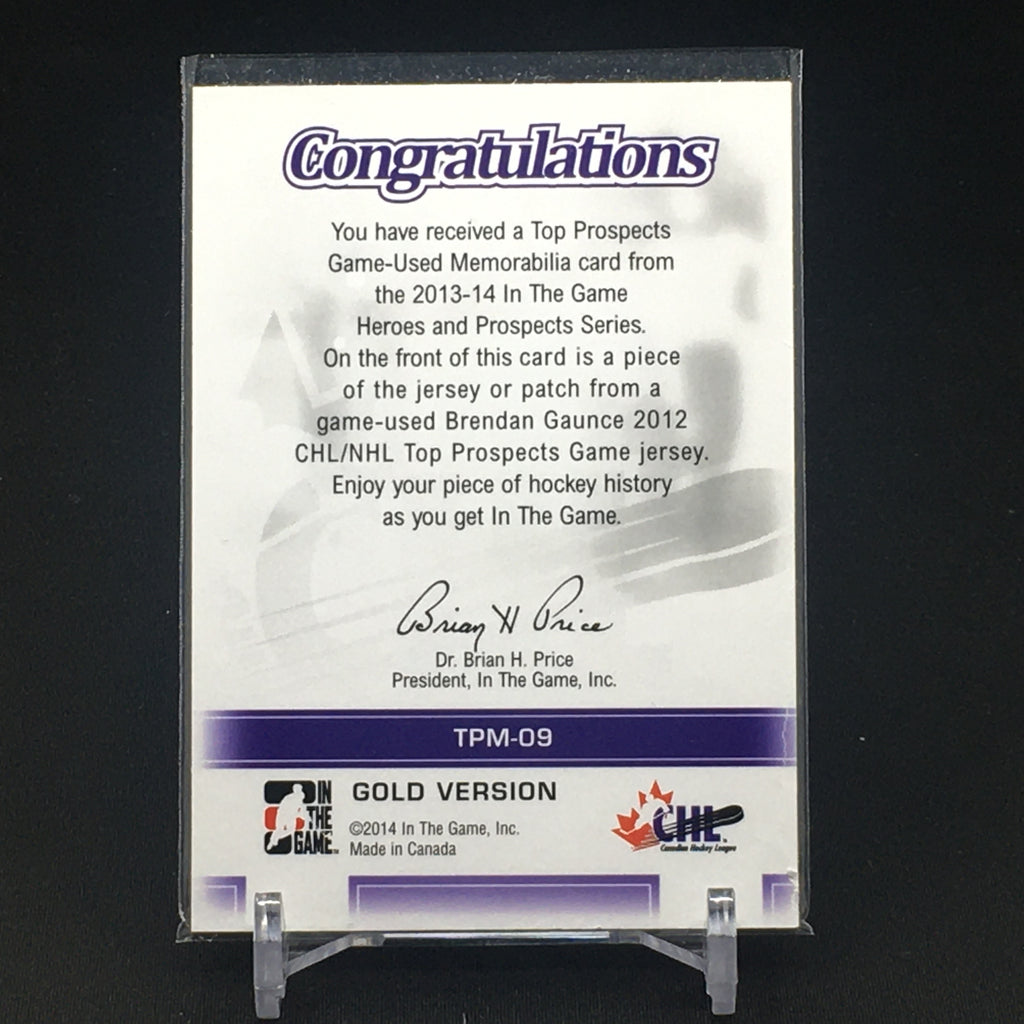 Congratulations
You have received a Top Prospects
Game-Used Memorabilia card from
the 2013-14 In The Game
Heroes and Prospects Series.
On the front of this card is a piece
of the jersey or patch from a
game-used Brendan Gaunce 2012
CHL/NHL Top Prospects Game jersey.
Enjoy your piece of hockey history
as you get In The Game.
Brian H Price
Dr. Brian H. Price
President, In The Game, Inc.
TPM-09
IN
THE
GAME
GOLD VERSION
©2014 In The Game, Inc.
Made in Canada
CHL
Canadian Hockey League